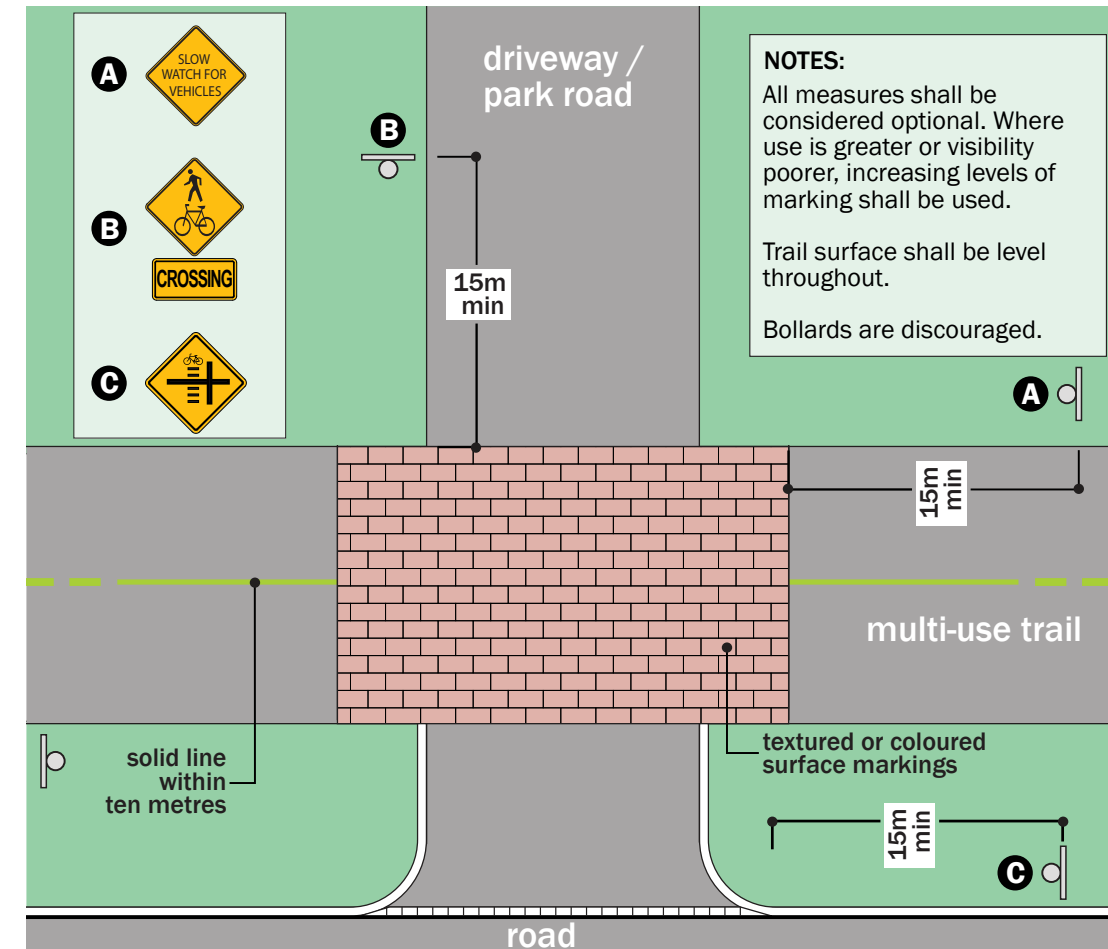 A
SLOW
WATCH FOR
VEHICLES
B
CROSSING
C
driveway /
park road
B
15m
min
NOTES:
All measures shall be
considered optional. Where
use is greater or visibility
poorer, increasing levels of
marking shall be used.
Trail surface shall be level
throughout.
Bollards are discouraged.
A
15m
min
multi-use trail
solid line
within
ten metres
textured or coloured
surface markings
15m
min
C
road